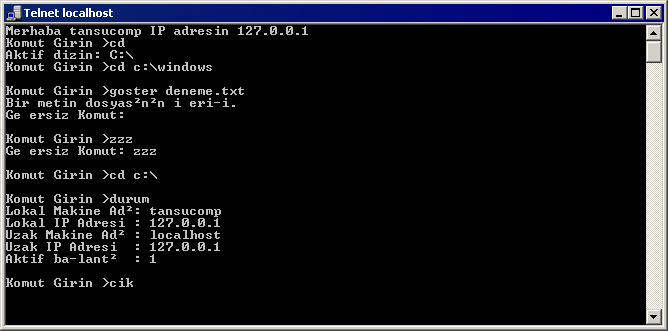 Telnet localhost
Merhaba tansucomp IP adresin 127.0.0.1
Komut Girin >cd
Aktif dizin: C:\
Komut Girin >cd c:\windows
Komut Girin >goster deneme.txt
Bir metin dosyas²n²n i eri-i.
Ge ersiz Komut:
Komut Girin >zzz
Ge ersiz Komut: zzz
Komut Girin >cd c:\
Komut Girin >durum
Lokal Makine Ad²: tansucomp
Lokal IP Adresi : 127.0.0.1
Uzak Makine Ad² : localhost
Uzak IP Adresi  : 127.0.0.1
Aktif ba-lant²  : 1
Komut Girin >cik